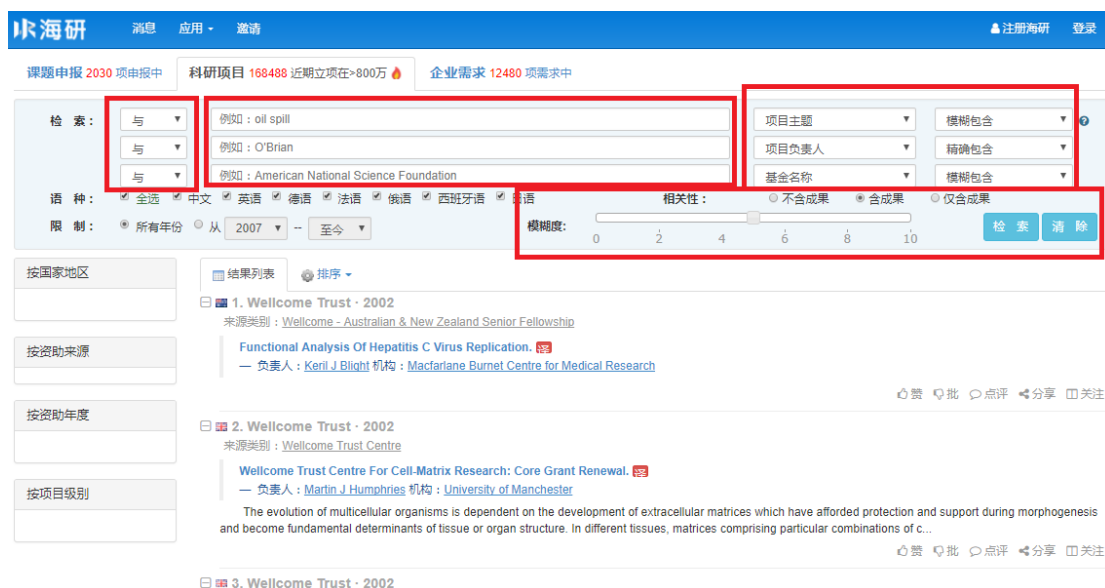 海研 消息 应用 邀请 注册海研 登录
课题申报 2030 项申报中 科研项目 168488 近期立项在>800万 企业需求 12480 项需求中
检 索： 与 例如：oil spill 项目主题 模糊包含
与 例如：O'Brian 项目负责人 精确包含
与 例如：American National Science Foundation 基金名称 模糊包含
语 种： 全选 中文 英语 德语 法语 俄语 西班牙语 日语 相关性： 不含成果 含成果 仅含成果
限 制： 所有年份 从 2007 -- 至今 模糊度: 0 2 4 6 8 10 检 索 清 除
按国家地区 结果列表 排序
1. Wellcome Trust · 2002
来源类别：Wellcome - Australian & New Zealand Senior Fellowship
按资助来源 Functional Analysis Of Hepatitis C Virus Replication. 译
— 负责人：Keril J Blight 机构：Macfarlane Burnet Centre for Medical Research
赞 批 点评 分享 关注
按资助年度 2. Wellcome Trust · 2002
来源类别：Wellcome Trust Centre
Wellcome Trust Centre For Cell-Matrix Research: Core Grant Renewal. 译
按项目级别 — 负责人：Martin J Humphries 机构：University of Manchester
The evolution of multicellular organisms is dependent on the development of extracellular matrices which have afforded protection and support during morphogenesis
and become fundamental determinants of tissue or organ structure. In different tissues, matrices comprising particular combinations of c...
赞 批 点评 分享 关注
3. Wellcome Trust · 2002